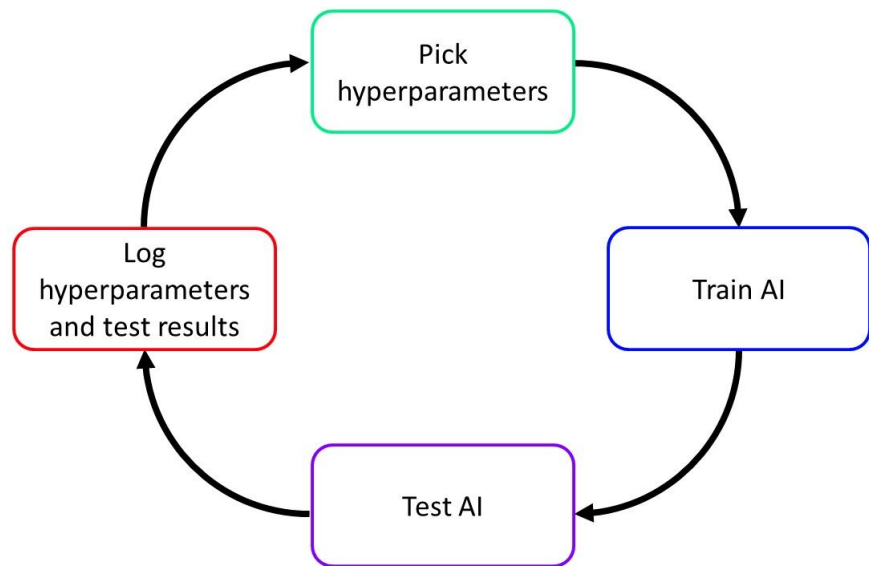 Pick
hyperparameters
Train AI
Log
hyperparameters
and test results
Test AI